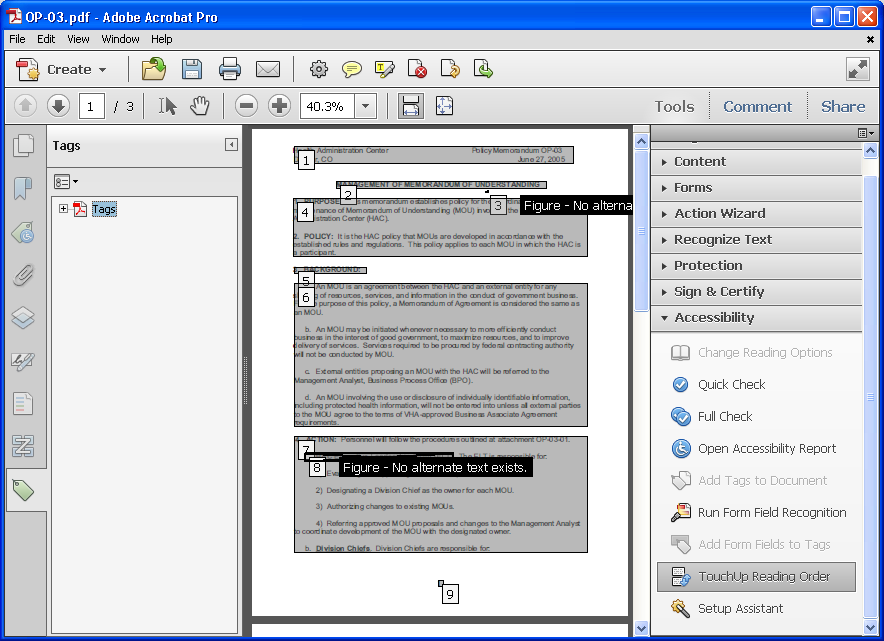 OP-03.pdf - Adobe Acrobat Pro
File Edit View Window Help
Create
1 / 3 40.3% Tools Comment Share
Tags
Tags
1 Administration Center Policy Memorandum OP-03
CO June 27, 2005
2 MANAGEMENT OF MEMORANDUM OF UNDERSTANDING
3 Figure - No alterna
4 PURPOSE: memorandum establishes policy for the
enance of Memorandum of Understanding (MOU)
Administration Center (HAC).
2. POLICY: It is the HAC policy that MOUs are developed in accordance with the
established rules and regulations. This policy applies to each MOU in which the HAC is
a participant.
5 BACKGROUND:
6 An MOU is an agreement between the HAC and an external entity for any
of resources, services, and information in the conduct of government business.
purpose of this policy, a Memorandum of Agreement is considered the same as
an MOU.
b. An MOU may be initiated whenever necessary to more efficiently conduct
business in the interest of good government, to maximize resources, and to improve
delivery of services. Services required to be procured by federal contracting authority
will not be conducted by MOU.
c. External entities proposing an MOU with the HAC will be referred to the
Management Analyst, Business Process Office (BPO).
d. An MOU involving the use or disclosure of individually identifiable information,
including protected health information, will not be entered into unless all external parties
to the MOU agree to the terms of VHA-approved Business Associate Agreement
requirements.
7 ACTION: Personnel will follow the procedures outlined at attachment OP-03-01.
The ELT is responsible for:
8 Figure - No alternate text exists.
2) Designating a Division Chief as the owner for each MOU.
3) Authorizing changes to existing MOUs.
4) Referring approved MOU proposals and changes to the Management Analyst
to coordinate development of the MOU with the designated owner.
b. Division Chiefs. Division Chiefs are responsible for:
9
Content
Forms
Action Wizard
Recognize Text
Protection
Sign & Certify
Accessibility
Change Reading Options
Quick Check
Full Check
Open Accessibility Report
Add Tags to Document
Run Form Field Recognition
Add Form Fields to Tags
TouchUp Reading Order
Setup Assistant